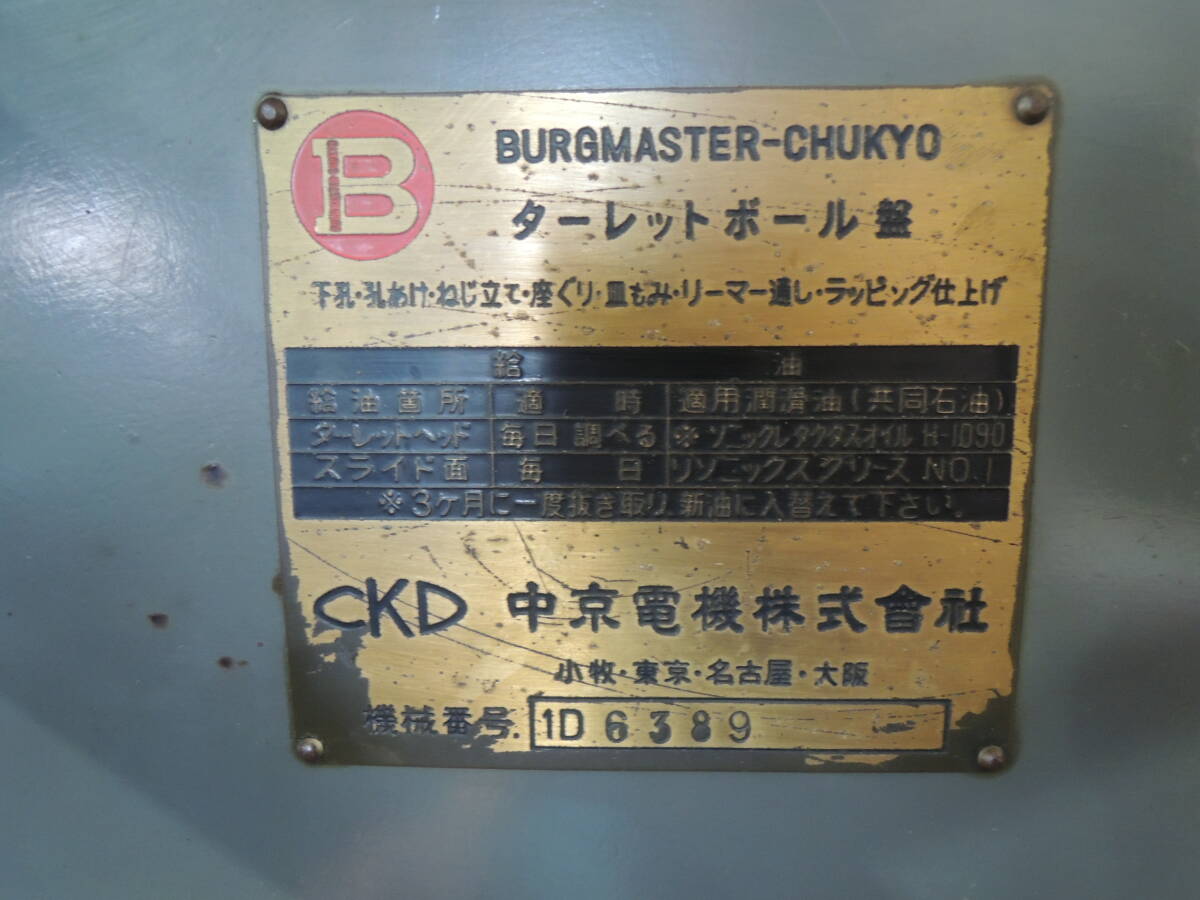 B
BURGMASTER-CHUKYO
ターレットボール盤
下孔・孔あけ・ねじ立て・座ぐり・皿もみ・リーマー通し・ラッピング仕上げ
給 油
給油箇所 適 時 適用潤滑油(共同石油)
ターレットヘッド 毎日調べる ※ソニックレタクタスオイル H-1090
スライド面 毎 日 リソニックスグリース NO.1
※3ヶ月に一度抜き取り、新油に入替えて下さい。
CKD 中京電機株式會社
小牧・東京・名古屋・大阪
機械番号. 1D 6389